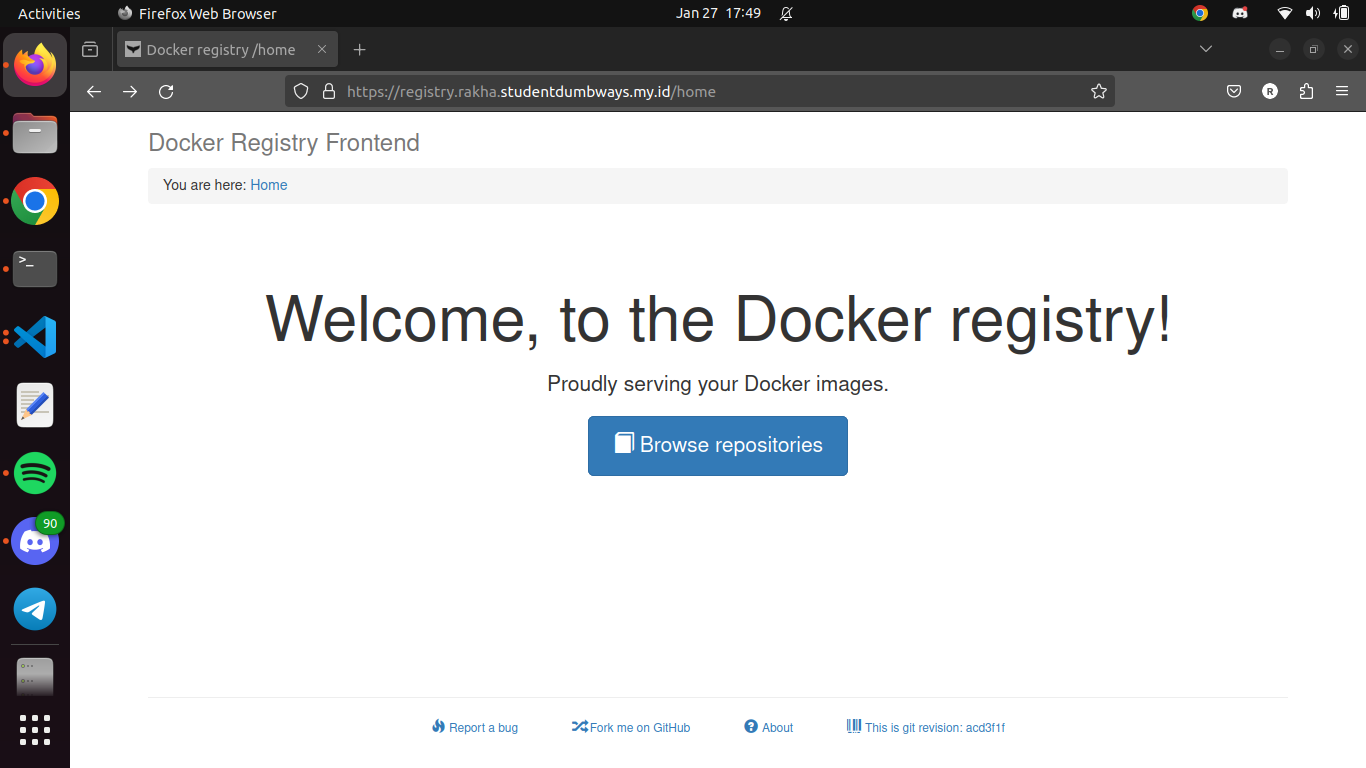 Activities
Firefox Web Browser
Jan 27 17:49
Docker registry /home
https://registry.rakha.studentdumbways.my.id/home
R
Docker Registry Frontend
You are here: Home
Welcome, to the Docker registry!
Proudly serving your Docker images.
Browse repositories
>_
90
Report a bug
Fork me on GitHub
About
This is git revision: acd3f1f